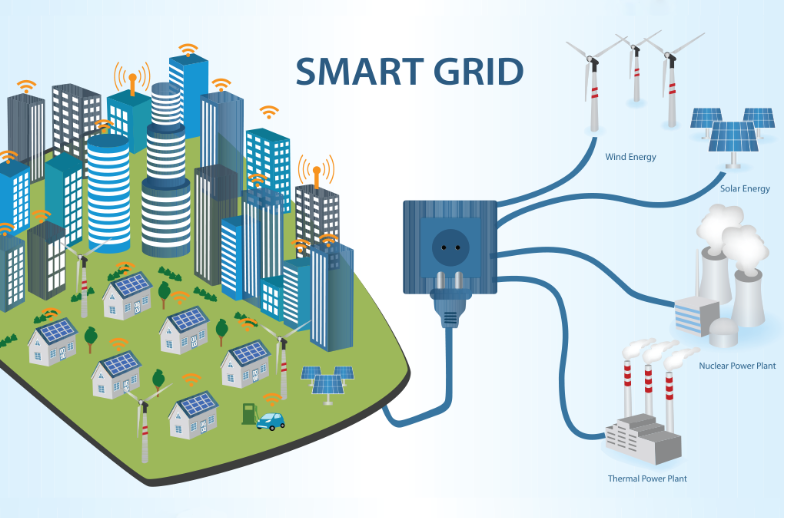 SMART GRID
Wind Energy
Solar Energy
Nuclear Power Plant
Thermal Power Plant